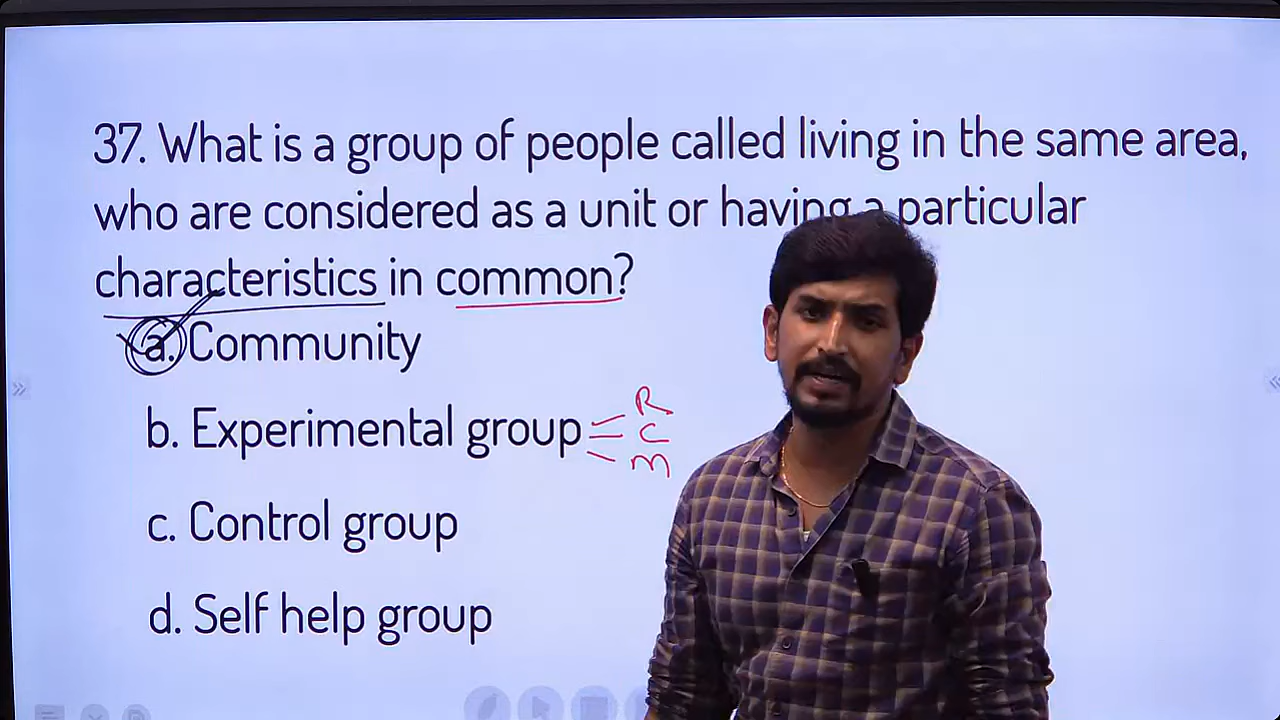 37. What is a group of people called living in the same area,
who are considered as a unit or having a particular
characteristics in common?
a. Community
b. Experimental group
R
C
M
c. Control group
d. Self help group